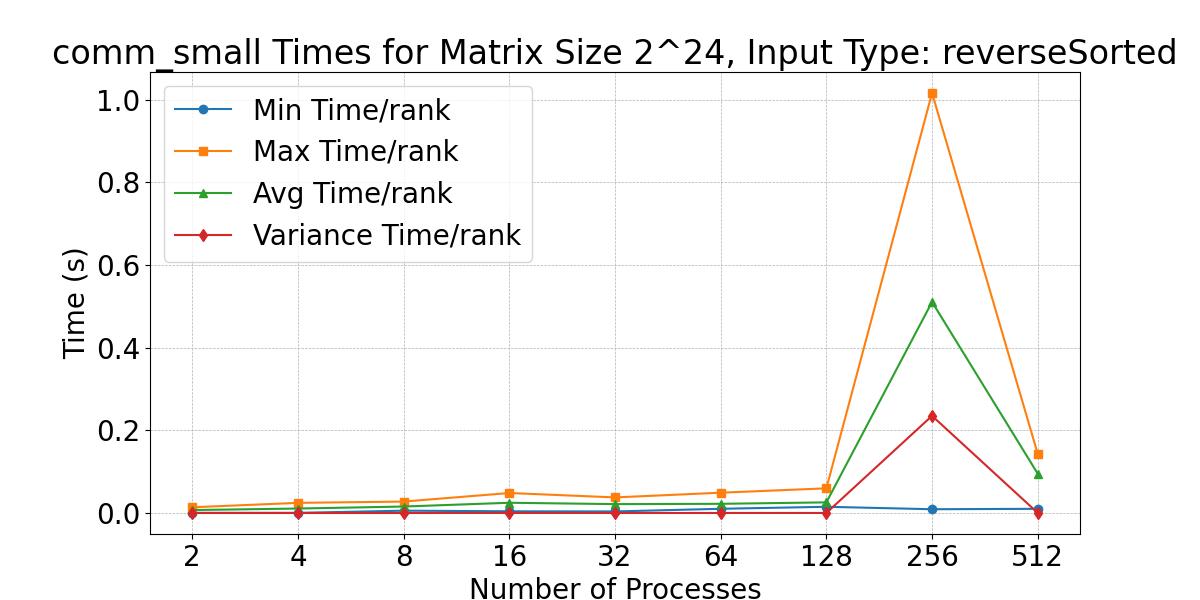 comm_small Times for Matrix Size 2^24, Input Type: reverseSorted
Min Time/rank
Max Time/rank
Avg Time/rank
Variance Time/rank
Time (s)
1.0
0.8
0.6
0.4
0.2
0.0
2 4 8 16 32 64 128 256 512
Number of Processes